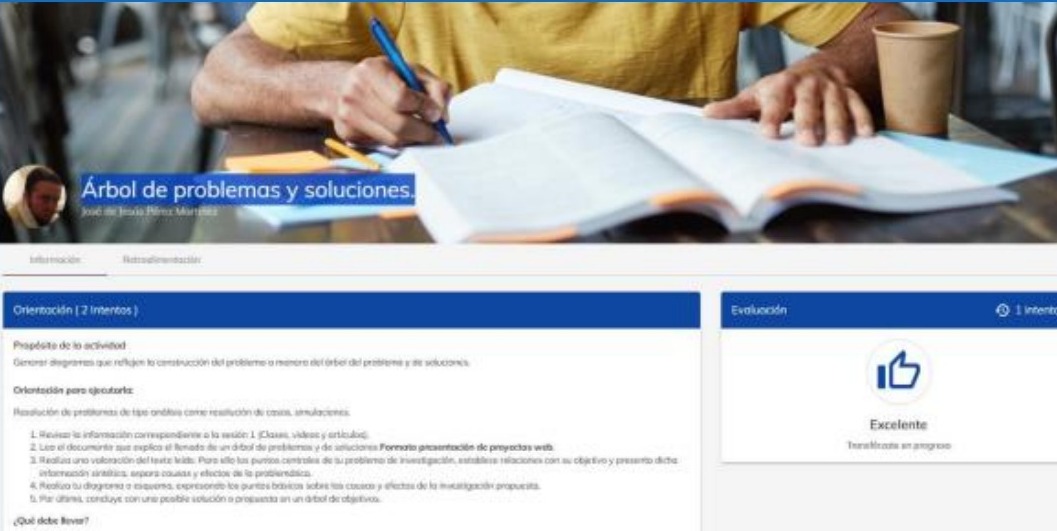 Árbol de problemas y soluciones.
José de Jesús Pérez Martínez
Información
Retroalimentación
Orientación ( 2 Intentos )
Evaluación
1 intento
Propósito de la actividad
Generar diagramas que reflejen la construcción del problema a manera del árbol del problema y de soluciones.
Orientación para ejecutarla:
Resolución de problemas de tipo análisis como resolución de casos, simulaciones.
1. Revisar la información correspondiente a la sesión 1 (Clases, videos y artículos).
2. Lea el documento que explica el llenado de un árbol de problemas y de soluciones Formato presentación de proyectos web.
3. Realiza una valoración del texto leído. Para ello los puntos centrales de tu problema de investigación, establece relaciones con su objetivo y presenta dicha
información sintética, separa causas y efectos de la problemática.
4. Realiza tu diagrama o esquema, expresando los puntos básicos sobre las causas y efectos de la investigación propuesta.
5. Por último, concluye con una posible solución o propuesta en un árbol de objetivos.
¿Qué debe llevar?
Excelente
Transfórmate en progreso